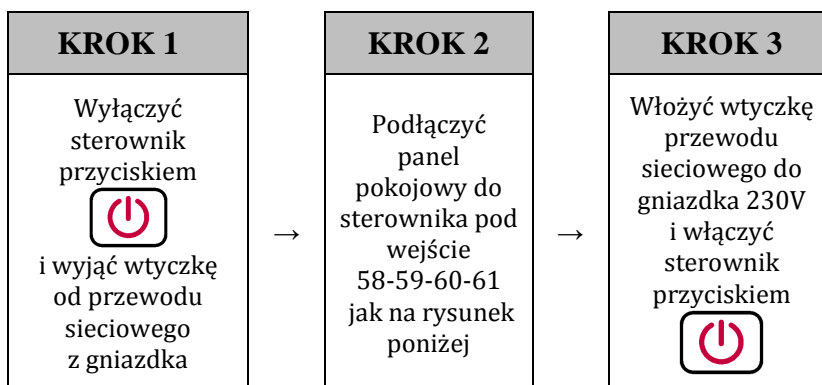 KROK 1
Wyłączyć
sterownik
przyciskiem
i wyjąć wtyczkę
od przewodu
sieciowego
z gniazdka
→
KROK 2
Podłączyć
panel
pokojowy do
sterownika pod
wejście
58-59-60-61
jak na rysunek
poniżej
→
KROK 3
Włożyć wtyczkę
przewodu
sieciowego do
gniazdka 230V
i włączyć
sterownik
przyciskiem